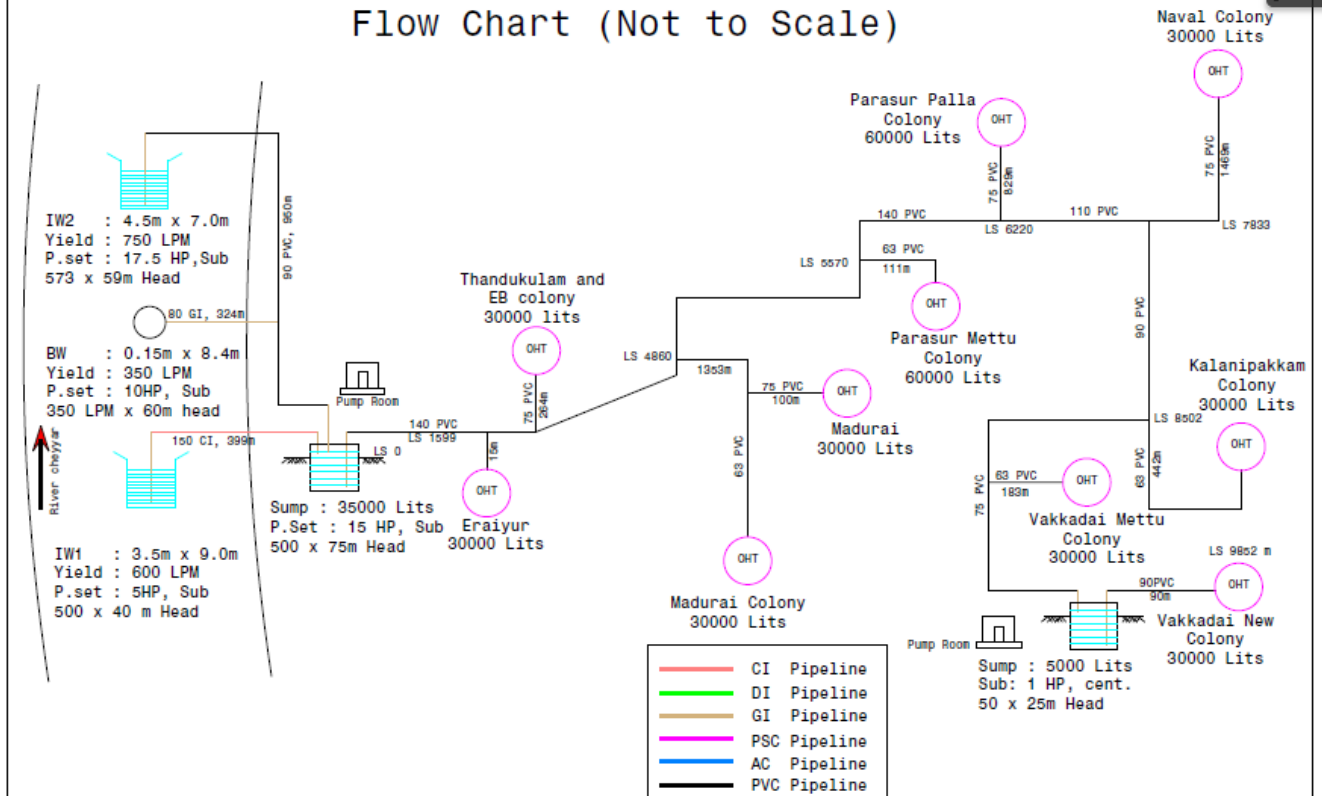 Flow Chart (Not to Scale)
Naval Colony
30000 Lits
OHT
75 PVC
1469m
Parasur Palla
Colony
60000 Lits
OHT
75 PVC
829m
140 PVC
LS 6220
110 PVC
LS 7833
IW2 : 4.5m x 7.0m
Yield : 750 LPM
P.set : 17.5 HP,Sub
573 x 59m Head
90 PVC, 950m
80 GI, 324m
BW : 0.15m x 8.4m
Yield : 350 LPM
P.set : 10HP, Sub
350 LPM x 60m head
River cheyyar
150 CI, 399m
IW1 : 3.5m x 9.0m
Yield : 600 LPM
P.set : 5HP, Sub
500 x 40 m Head
Pump Room
LS 0
Sump : 35000 Lits
P.Set : 15 HP, Sub
500 x 75m Head
140 PVC
LS 1599
Thandukulam and
EB colony
30000 lits
OHT
75 PVC
264m
15m
OHT
Eraiyur
30000 Lits
LS 4860
1353m
75 PVC
100m
OHT
Madurai
30000 Lits
63 PVC
OHT
Madurai Colony
30000 Lits
LS 5570
63 PVC
111m
OHT
Parasur Mettu
Colony
60000 Lits
90 PVC
LS 8502
Kalanipakkam
Colony
30000 Lits
OHT
63 PVC
442m
75 PVC
63 PVC
183m
OHT
Vakkadai Mettu
Colony
30000 Lits
LS 9852 m
90PVC
90m
OHT
Vakkadai New
Colony
30000 Lits
Pump Room
Sump : 5000 Lits
Sub: 1 HP, cent.
50 x 25m Head
CI Pipeline
DI Pipeline
GI Pipeline
PSC Pipeline
AC Pipeline
PVC Pipeline